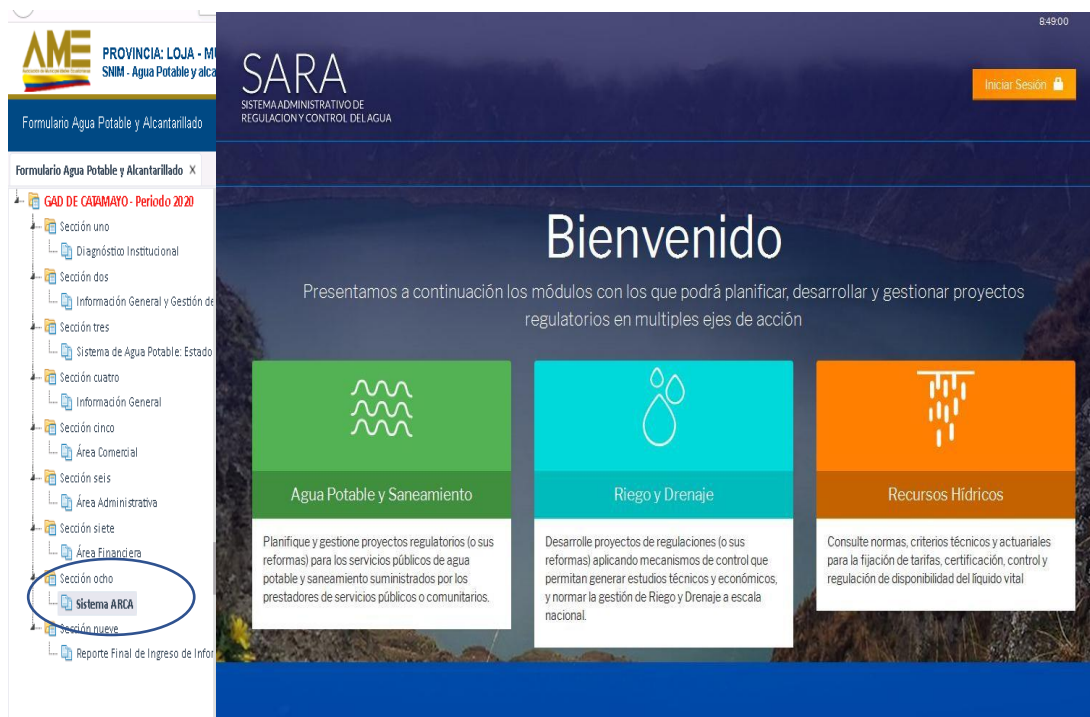 AME
PROVINCIA: LOJA - MU
SNIM - Agua Potable y alca
Formulario Agua Potable y Alcantarillado
Formulario Agua Potable y Alcantarillado X
GAD DE CATAMAYO - Periodo 2020
Sección uno
Diagnóstico Institucional
Sección dos
Información General y Gestión de
Sección tres
Sistema de Agua Potable: Estado
Sección cuatro
Información General
Sección cinco
Área Comercial
Sección seis
Área Administrativa
Sección siete
Área Financiera
Sección ocho
Sistema ARCA
Sección nueve
Reporte Final de Ingreso de Infor
8:49:00
SARA
SISTEMA ADMINISTRATIVO DE
REGULACION Y CONTROL DEL AGUA
Iniciar Sesión
Bienvenido
Presentamos a continuación los módulos con los que podrá planificar, desarrollar y gestionar proyectos
regulatorios en multiples ejes de acción
Agua Potable y Saneamiento
Planifique y gestione proyectos regulatorios (o sus
reformas) para los servicios públicos de agua
potable y saneamiento suministrados por los
prestadores de servicios públicos o comunitarios.
Riego y Drenaje
Desarrolle proyectos de regulaciones (o sus
reformas) aplicando mecanismos de control que
permitan generar estudios técnicos y económicos,
y normar la gestión de Riego y Drenaje a escala
nacional.
Recursos Hídricos
Consulte normas, criterios técnicos y actuariales
para la fijación de tarifas, certificación, control y
regulación de disponibilidad del líquido vital